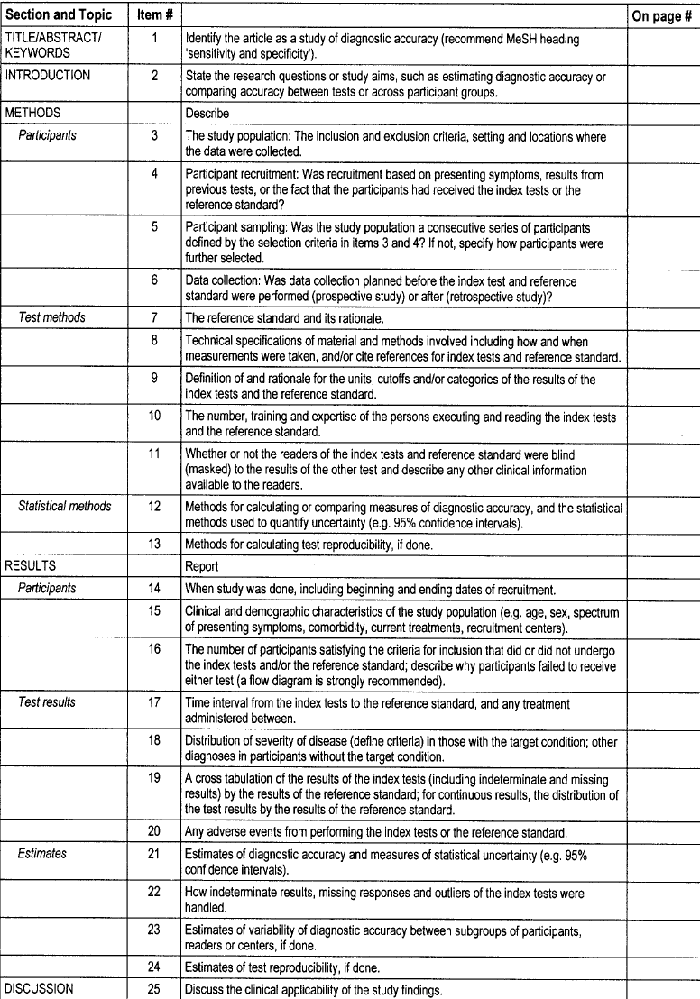 Section and Topic Item # On page #
TITLE/ABSTRACT/ 1 Identify the article as a study of diagnostic accuracy (recommend MeSH heading
KEYWORDS 'sensitivity and specificity').
INTRODUCTION 2 State the research questions or study aims, such as estimating diagnostic accuracy or
comparing accuracy between tests or across participant groups.
METHODS Describe
Participants 3 The study population: The inclusion and exclusion criteria, setting and locations where
the data were collected.
4 Participant recruitment: Was recruitment based on presenting symptoms, results from
previous tests, or the fact that the participants had received the index tests or the
reference standard?
5 Participant sampling: Was the study population a consecutive series of participants
defined by the selection criteria in items 3 and 4? If not, specify how participants were
further selected.
6 Data collection: Was data collection planned before the index test and reference
standard were performed (prospective study) or after (retrospective study)?
Test methods 7 The reference standard and its rationale.
8 Technical specifications of material and methods involved including how and when
measurements were taken, and/or cite references for index tests and reference standard.
9 Definition of and rationale for the units, cutoffs and/or categories of the results of the
index tests and the reference standard.
10 The number, training and expertise of the persons executing and reading the index tests
and the reference standard.
11 Whether or not the readers of the index tests and reference standard were blind
(masked) to the results of the other test and describe any other clinical information
available to the readers.
Statistical methods 12 Methods for calculating or comparing measures of diagnostic accuracy, and the statistical
methods used to quantify uncertainty (e.g. 95% confidence intervals).
13 Methods for calculating test reproducibility, if done.
RESULTS Report
Participants 14 When study was done, including beginning and ending dates of recruitment.
15 Clinical and demographic characteristics of the study population (e.g. age, sex, spectrum
of presenting symptoms, comorbidity, current treatments, recruitment centers).
16 The number of participants satisfying the criteria for inclusion that did or did not undergo
the index tests and/or the reference standard; describe why participants failed to receive
either test (a flow diagram is strongly recommended).
Test results 17 Time interval from the index tests to the reference standard, and any treatment
administered between.
18 Distribution of severity of disease (define criteria) in those with the target condition; other
diagnoses in participants without the target condition.
19 A cross tabulation of the results of the index tests (including indeterminate and missing
results) by the results of the reference standard; for continuous results, the distribution of
the test results by the results of the reference standard.
20 Any adverse events from performing the index tests or the reference standard.
Estimates 21 Estimates of diagnostic accuracy and measures of statistical uncertainty (e.g. 95%
confidence intervals).
22 How indeterminate results, missing responses and outliers of the index tests were
handled.
23 Estimates of variability of diagnostic accuracy between subgroups of participants,
readers or centers, if done.
24 Estimates of test reproducibility, if done.
DISCUSSION 25 Discuss the clinical applicability of the study findings.